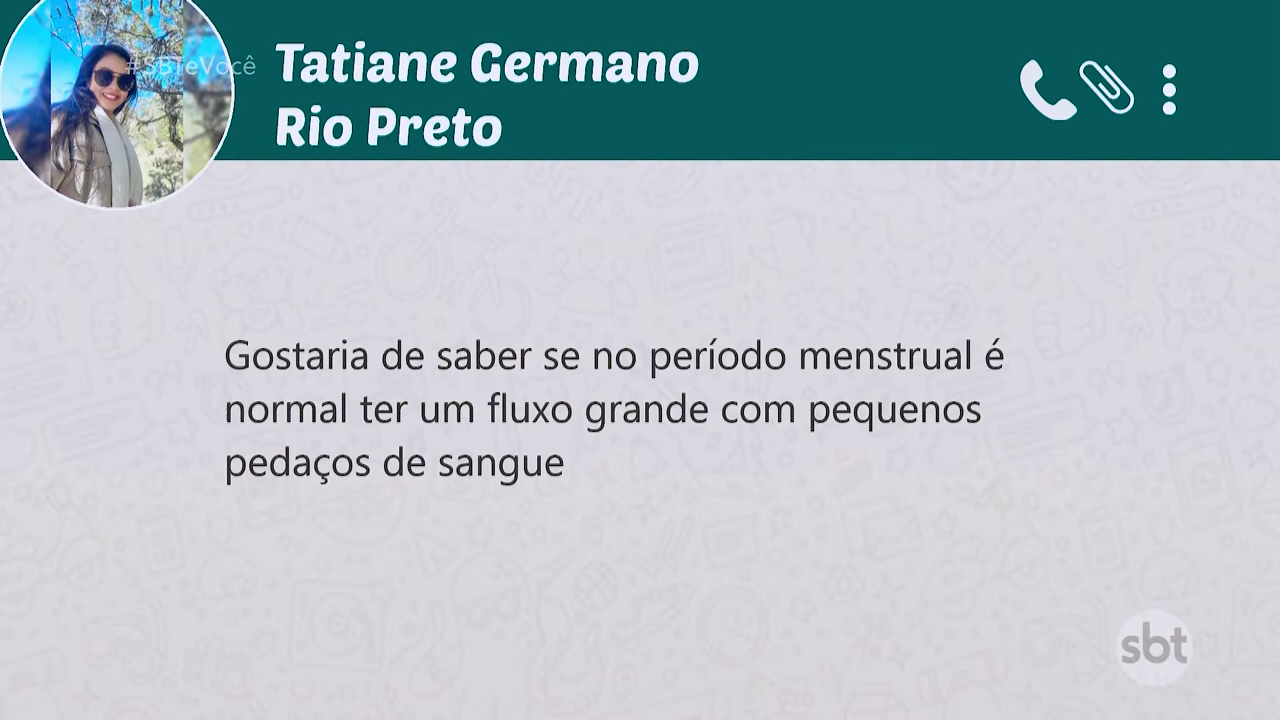 #SBTeVocê
Tatiane Germano
Rio Preto
Gostaria de saber se no período menstrual é
normal ter um fluxo grande com pequenos
pedaços de sangue
sbt